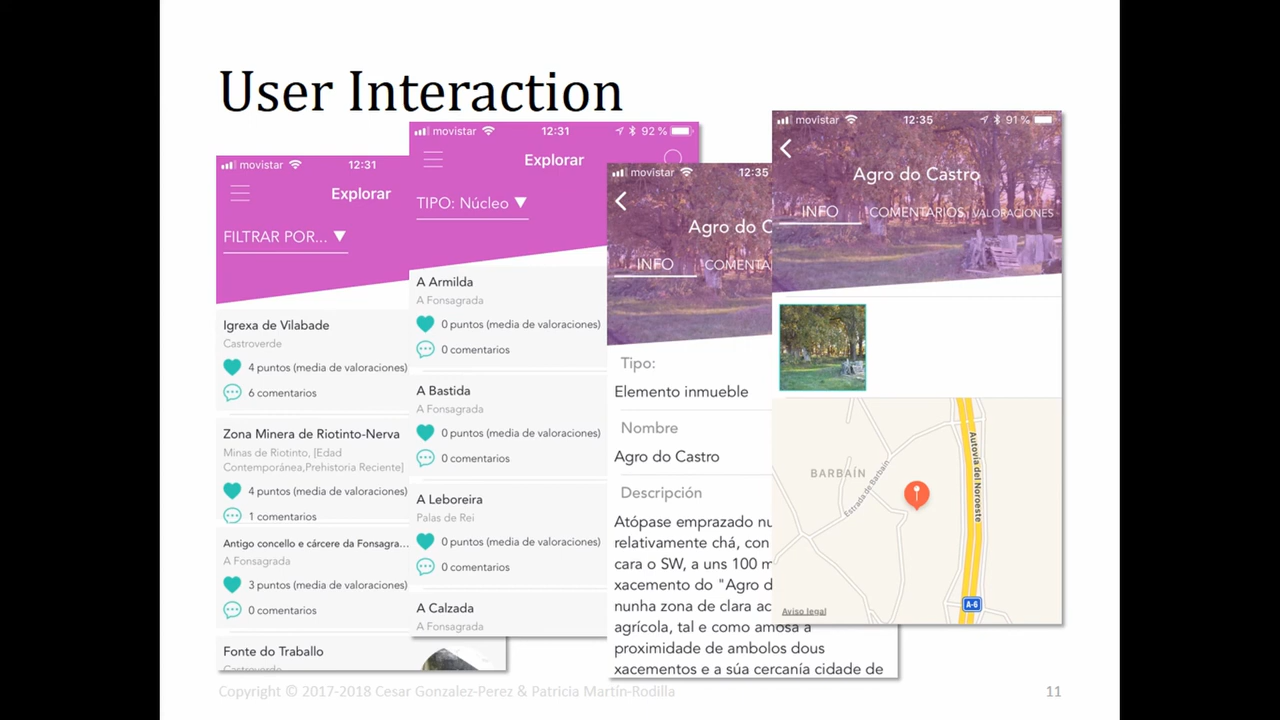 User Interaction
movistar 12:31
Explorar
FILTRAR POR... ▼
Igrexa de Vilabade
Castroverde
4 puntos (media de valoraciones)
6 comentarios
Zona Minera de Riotinto-Nerva
Minas de Riotinto, [Edad
Contemporánea,Prehistoria Reciente]
4 puntos (media de valoraciones)
1 comentarios
Antigo concello e cárcere da Fonsagra...
A Fonsagrada
3 puntos (media de valoraciones)
0 comentarios
Fonte do Traballo
Castroverde
movistar 12:31 92 %
Explorar
TIPO: Núcleo ▼
A Armilda
A Fonsagrada
0 puntos (media de valoraciones)
0 comentarios
A Bastida
A Fonsagrada
0 puntos (media de valoraciones)
0 comentarios
A Leboreira
Palas de Rei
0 puntos (media de valoraciones)
0 comentarios
A Calzada
A Fonsagrada
movistar 12:35
Agro do C
INFO COMENTA
Tipo:
Elemento inmueble
Nombre
Agro do Castro
Descripción
Atópase emprazado nu
relativamente chá, con
cara o SW, a uns 100 m
xacemento do "Agro d
nunha zona de clara ac
agrícola, tal e como amosa a
proximidade de ambolos dous
xacementos e a súa cercanía cidade de
movistar 12:35 91 %
Agro do Castro
INFO COMENTARIOS VALORACIONES
BARBAÍN
Estrada de Barbaín
Autovía del Noroeste
A-6
Aviso legal
Copyright © 2017-2018 Cesar Gonzalez-Perez & Patricia Martín-Rodilla 11